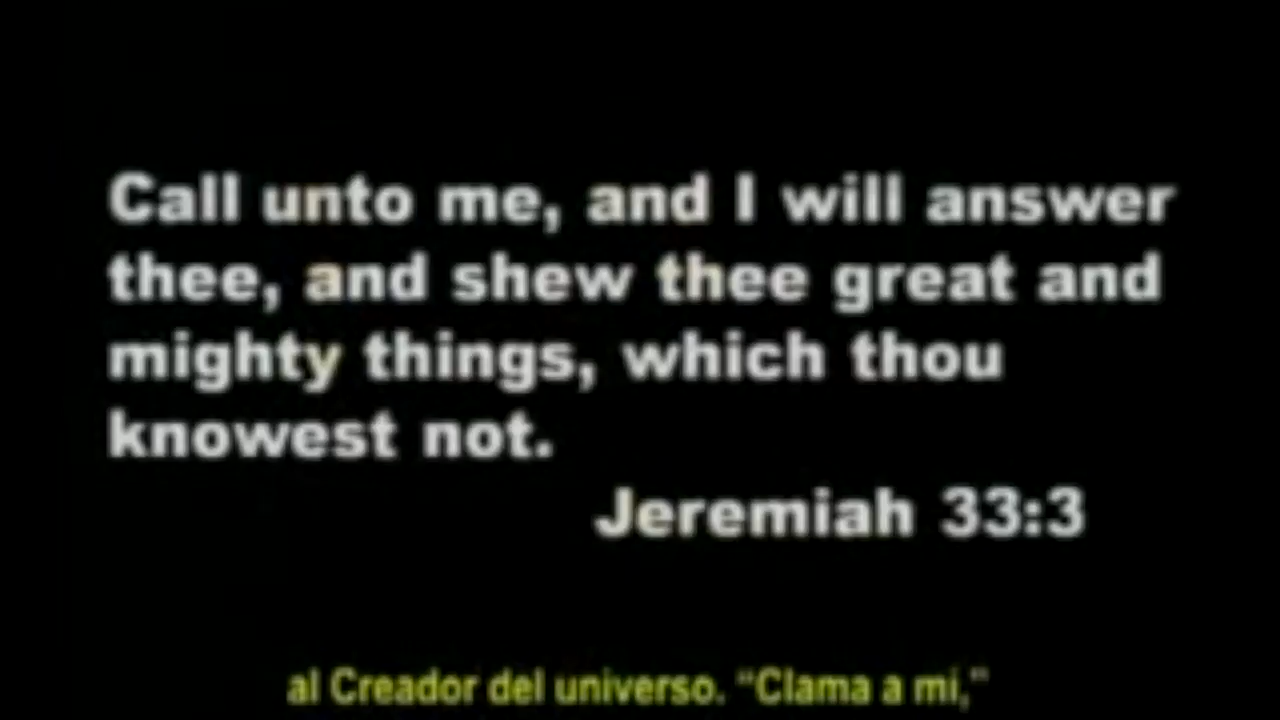 Call unto me, and I will answer
thee, and shew thee great and
mighty things, which thou
knowest not.
Jeremiah 33:3
al Creador del universo. “Clama a mí,”